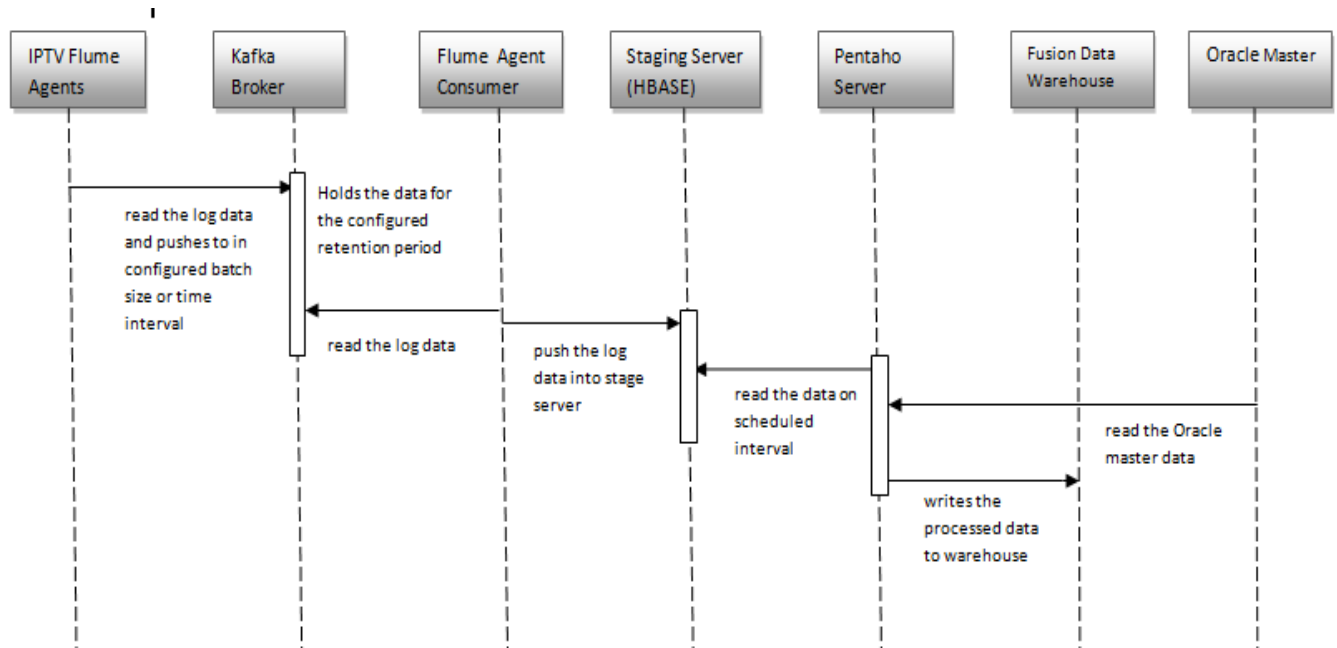 IPTV Flume
Agents
Kafka
Broker
Flume Agent
Consumer
Staging Server
(HBASE)
Pentaho
Server
Fusion Data
Warehouse
Oracle Master
read the log data
and pushes to in
configured batch
size or time
interval
Holds the data for
the configured
retention period
read the log data
push the log
data into stage
server
read the data on
scheduled
interval
read the Oracle
master data
writes the
processed data
to warehouse